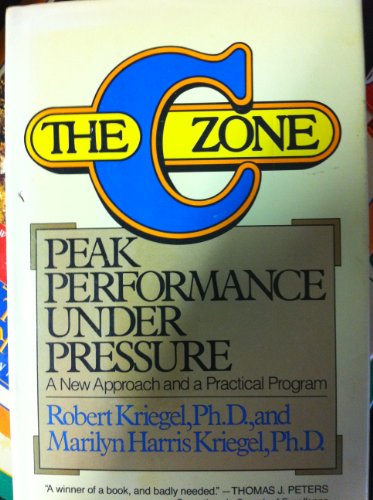 THE C ZONE
PEAK
PERFORMANCE
UNDER
PRESSURE
A New Approach and a Practical Program
Robert Kriegel, Ph.D., and
Marilyn Harris Kriegel, Ph.D.
"A winner of a book, and badly needed." — THOMAS J. PETERS